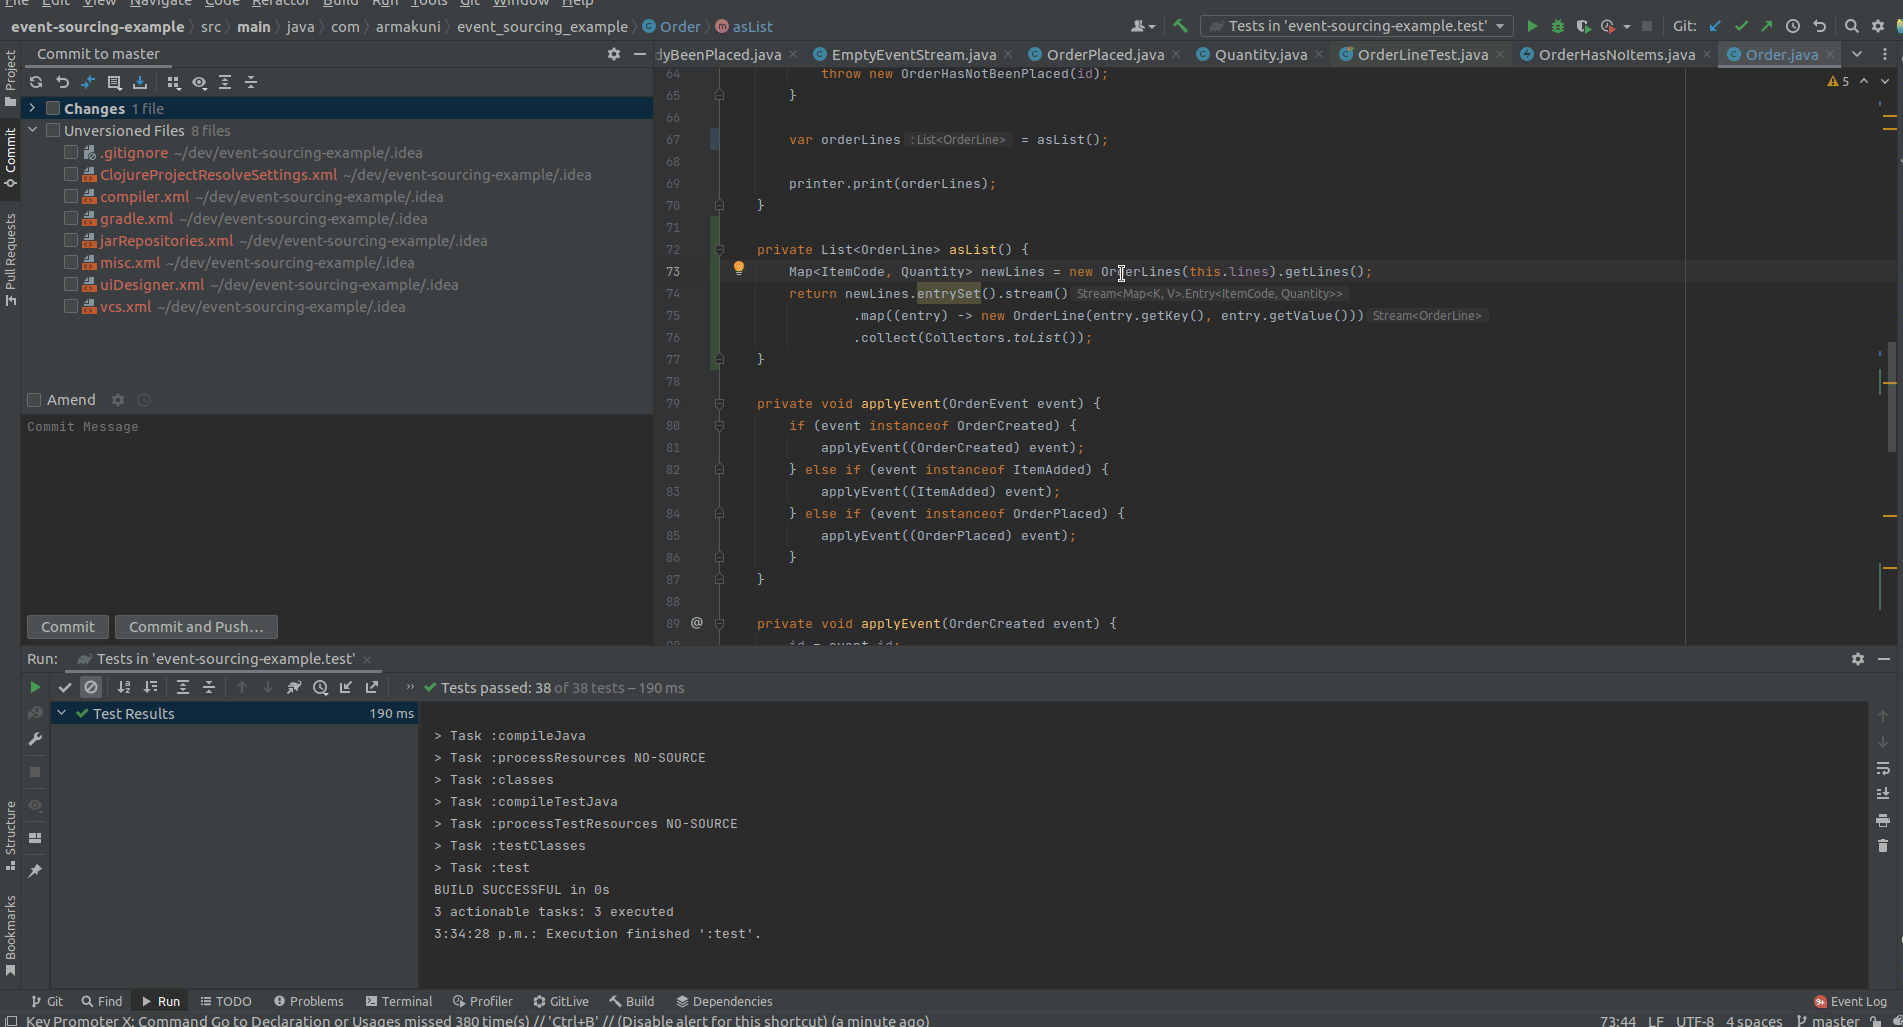 File Edit View Navigate Code Refactor Build Run Tools Git Window Help
event-sourcing-example src main java com armakuni event_sourcing_example Order asList
Tests in 'event-sourcing-example.test'
Git:
Commit to master
dyBeenPlaced.java EmptyEventStream.java OrderPlaced.java Quantity.java OrderLineTest.java OrderHasNoItems.java Order.java
Project
Commit
Pull Requests
Structure
Bookmarks
Changes 1 file
Unversioned Files 8 files
.gitignore ~/dev/event-sourcing-example/.idea
ClojureProjectResolveSettings.xml ~/dev/event-sourcing-example/.idea
compiler.xml ~/dev/event-sourcing-example/.idea
gradle.xml ~/dev/event-sourcing-example/.idea
jarRepositories.xml ~/dev/event-sourcing-example/.idea
misc.xml ~/dev/event-sourcing-example/.idea
uiDesigner.xml ~/dev/event-sourcing-example/.idea
vcs.xml ~/dev/event-sourcing-example/.idea
Amend
Commit Message
Commit Commit and Push...
5
64 throw new OrderHasNotBeenPlaced(id);
65 }
66
67 var orderLines : List<OrderLine> = asList();
68
69 printer.print(orderLines);
70 }
71
72 private List<OrderLine> asList() {
73 Map<ItemCode, Quantity> newLines = new OrderLines(this.lines).getLines();
74 return newLines.entrySet().stream() Stream<Map<K, V>.Entry<ItemCode, Quantity>>
75 .map((entry) -> new OrderLine(entry.getKey(), entry.getValue())) Stream<OrderLine>
76 .collect(Collectors.toList());
77 }
78
79 private void applyEvent(OrderEvent event) {
80 if (event instanceof OrderCreated) {
81 applyEvent((OrderCreated) event);
82 } else if (event instanceof ItemAdded) {
83 applyEvent((ItemAdded) event);
84 } else if (event instanceof OrderPlaced) {
85 applyEvent((OrderPlaced) event);
86 }
87 }
88
89 @ private void applyEvent(OrderCreated event) {
90 id = event.id;
Run: Tests in 'event-sourcing-example.test'
Tests passed: 38 of 38 tests – 190 ms
Test Results 190 ms
> Task :compileJava
> Task :processResources NO-SOURCE
> Task :classes
> Task :compileTestJava
> Task :processTestResources NO-SOURCE
> Task :testClasses
> Task :test
BUILD SUCCESSFUL in 0s
3 actionable tasks: 3 executed
3:34:28 p.m.: Execution finished ':test'.
Git Find Run TODO Problems Terminal Profiler GitLive Build Dependencies 9+ Event Log
Key Promoter X: Command Go to Declaration or Usages missed 380 time(s) // 'Ctrl+B' // (Disable alert for this shortcut) (a minute ago)
73:44 LF UTF-8 4 spaces master